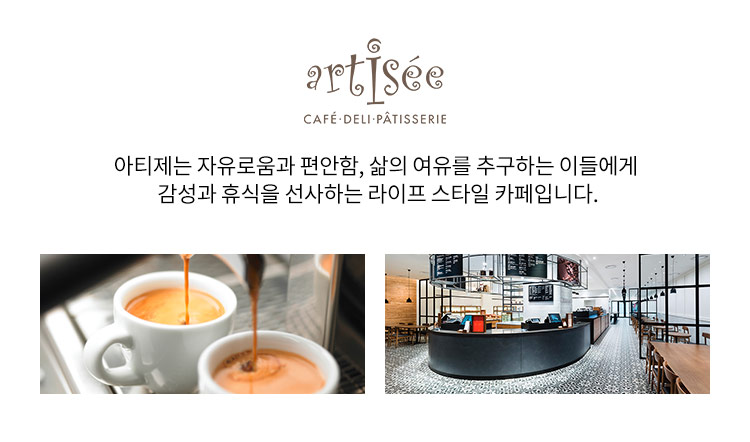 artisée
CAFÉ·DELI·PÂTISSERIE
아티제는 자유로움과 편안함, 삶의 여유를 추구하는 이들에게
감성과 휴식을 선사하는 라이프 스타일 카페입니다.